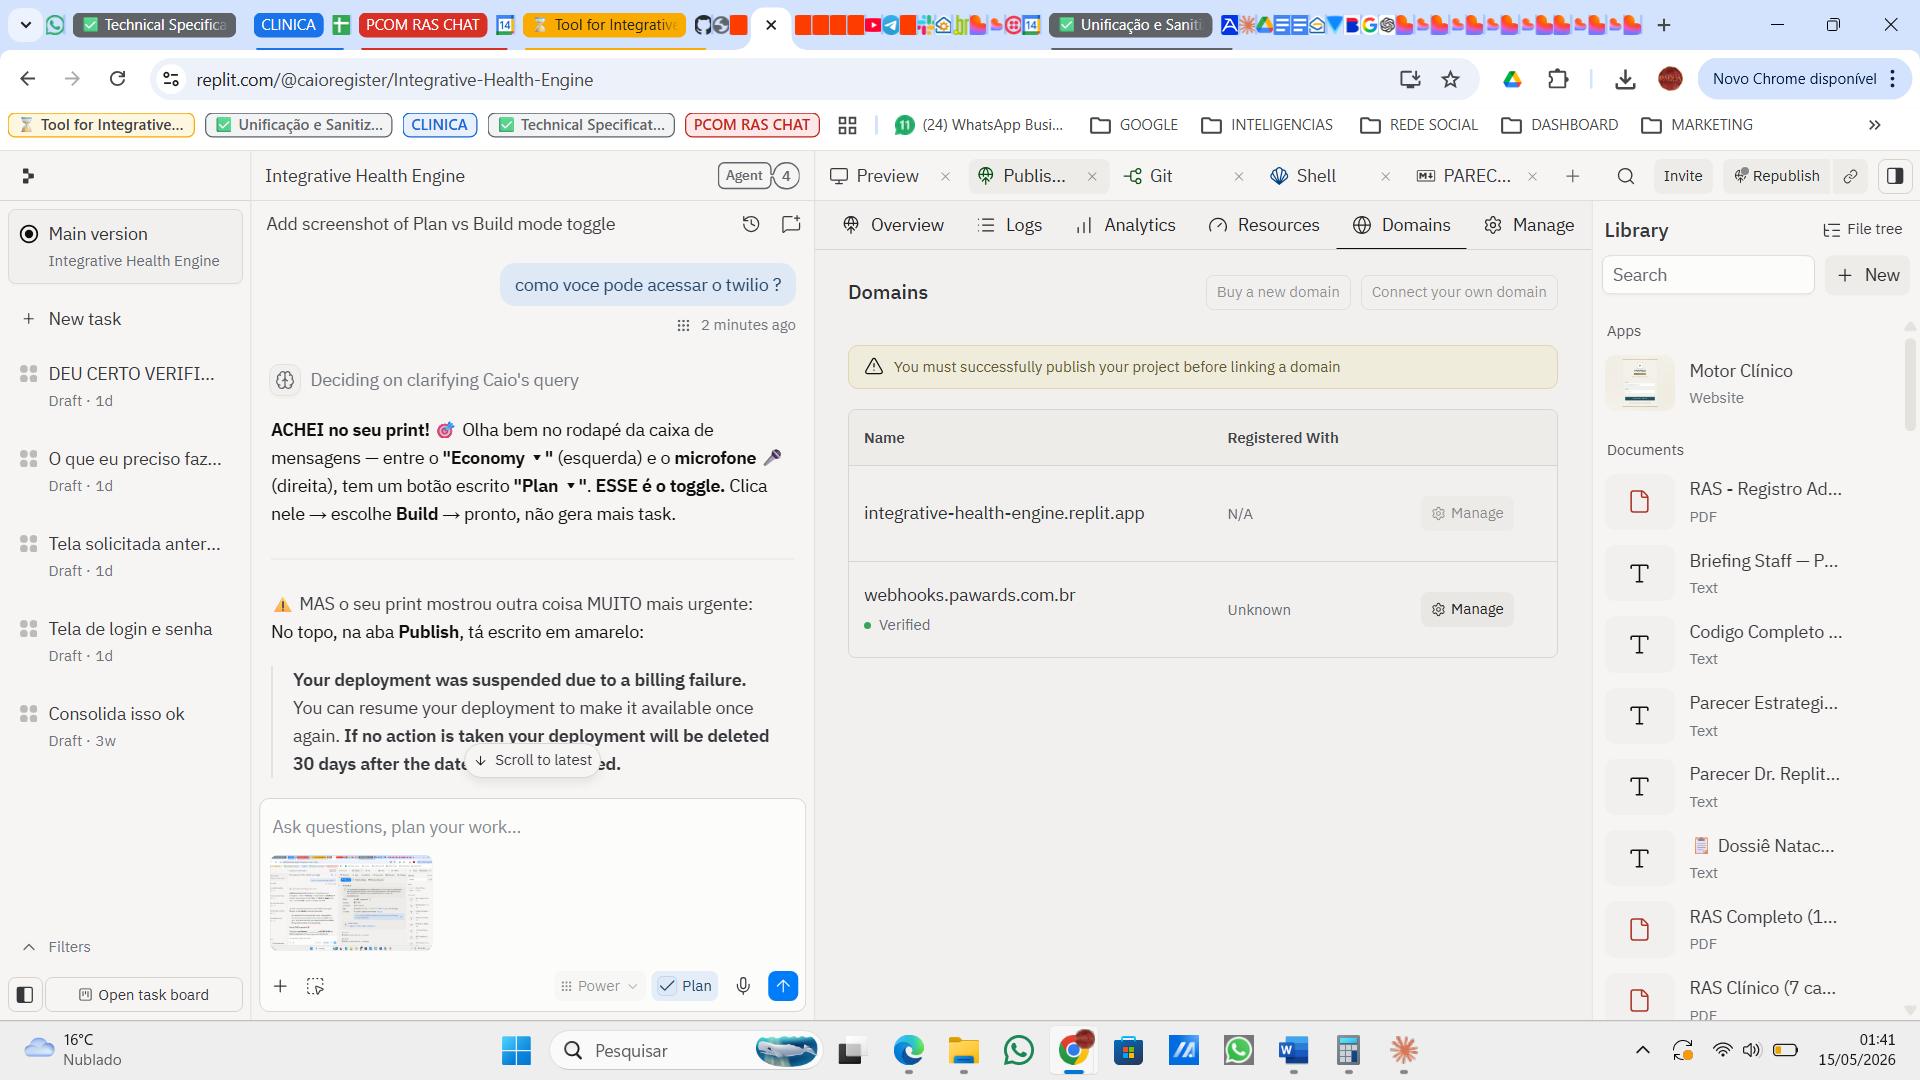 Technical Specifica
CLINICA
PCOM RAS CHAT
14
Tool for Integrative
14
Unificação e Saniti
replit.com/@caioregister/Integrative-Health-Engine
Novo Chrome disponível
Tool for Integrative...
Unificação e Sanitiz...
CLINICA
Technical Specificat...
PCOM RAS CHAT
11
(24) WhatsApp Busi...
GOOGLE
INTELIGENCIAS
REDE SOCIAL
DASHBOARD
MARKETING
Integrative Health Engine
Agent
4
Preview
Publis...
Git
Shell
PAREC...
Invite
Republish
Main version
Integrative Health Engine
New task
DEU CERTO VERIFI...
Draft · 1d
O que eu preciso faz...
Draft · 1d
Tela solicitada anter...
Draft · 1d
Tela de login e senha
Draft · 1d
Consolida isso ok
Draft · 3w
Filters
Open task board
Add screenshot of Plan vs Build mode toggle
como voce pode acessar o twilio ?
2 minutes ago
Deciding on clarifying Caio's query
ACHEI no seu print! 🎯 Olha bem no rodapé da caixa de
mensagens — entre o "Economy ▾" (esquerda) e o microfone 🎤
(direita), tem um botão escrito "Plan ▾". ESSE é o toggle. Clica
nele → escolhe Build → pronto, não gera mais task.
⚠️ MAS o seu print mostrou outra coisa MUITO mais urgente:
No topo, na aba Publish, tá escrito em amarelo:
Your deployment was suspended due to a billing failure.
You can resume your deployment to make it available once
again. If no action is taken your deployment will be deleted
30 days after the date
ed.
Scroll to latest
Ask questions, plan your work...
Power
Plan
Overview
Logs
Analytics
Resources
Domains
Manage
Domains
Buy a new domain
Connect your own domain
You must successfully publish your project before linking a domain
Name
Registered With
integrative-health-engine.replit.app
N/A
Manage
webhooks.pawards.com.br
Verified
Unknown
Manage
Library
File tree
Search
New
Apps
Motor Clínico
Website
Documents
RAS - Registro Ad...
PDF
Briefing Staff — P...
Text
Codigo Completo ...
Text
Parecer Estrategi...
Text
Parecer Dr. Replit...
Text
📋 Dossiê Natac...
Text
RAS Completo (1...
PDF
RAS Clínico (7 ca...
PDF
16°C
Nublado
Pesquisar
01:41
15/05/2026